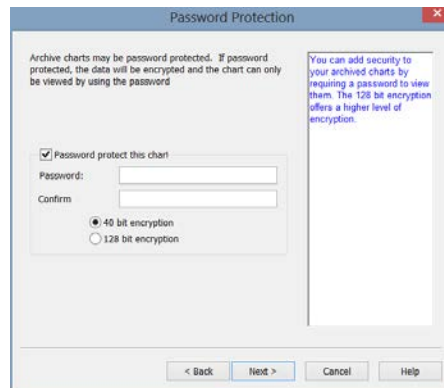 Password Protection
Archive charts may be password protected. If password
protected, the data will be encrypted and the chart can only
be viewed by using the password
You can add security to
your archived charts by
requiring a password to view
them. The 128 bit encryption
offers a higher level of
encryption.
Password protect this chart
Password:
Confirm
40 bit encryption
128 bit encryption
< Back
Next >
Cancel
Help